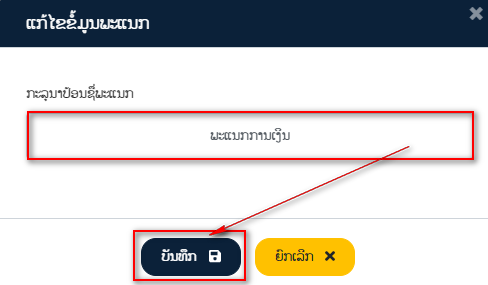 ແກ້ໄຂຂໍ້ມູນພະແນກ
ກະລຸນາປ້ອນຊື່ພະແນກ
ພະແນກການເງິນ
ບັນທຶກ
ຍົກເລີກ